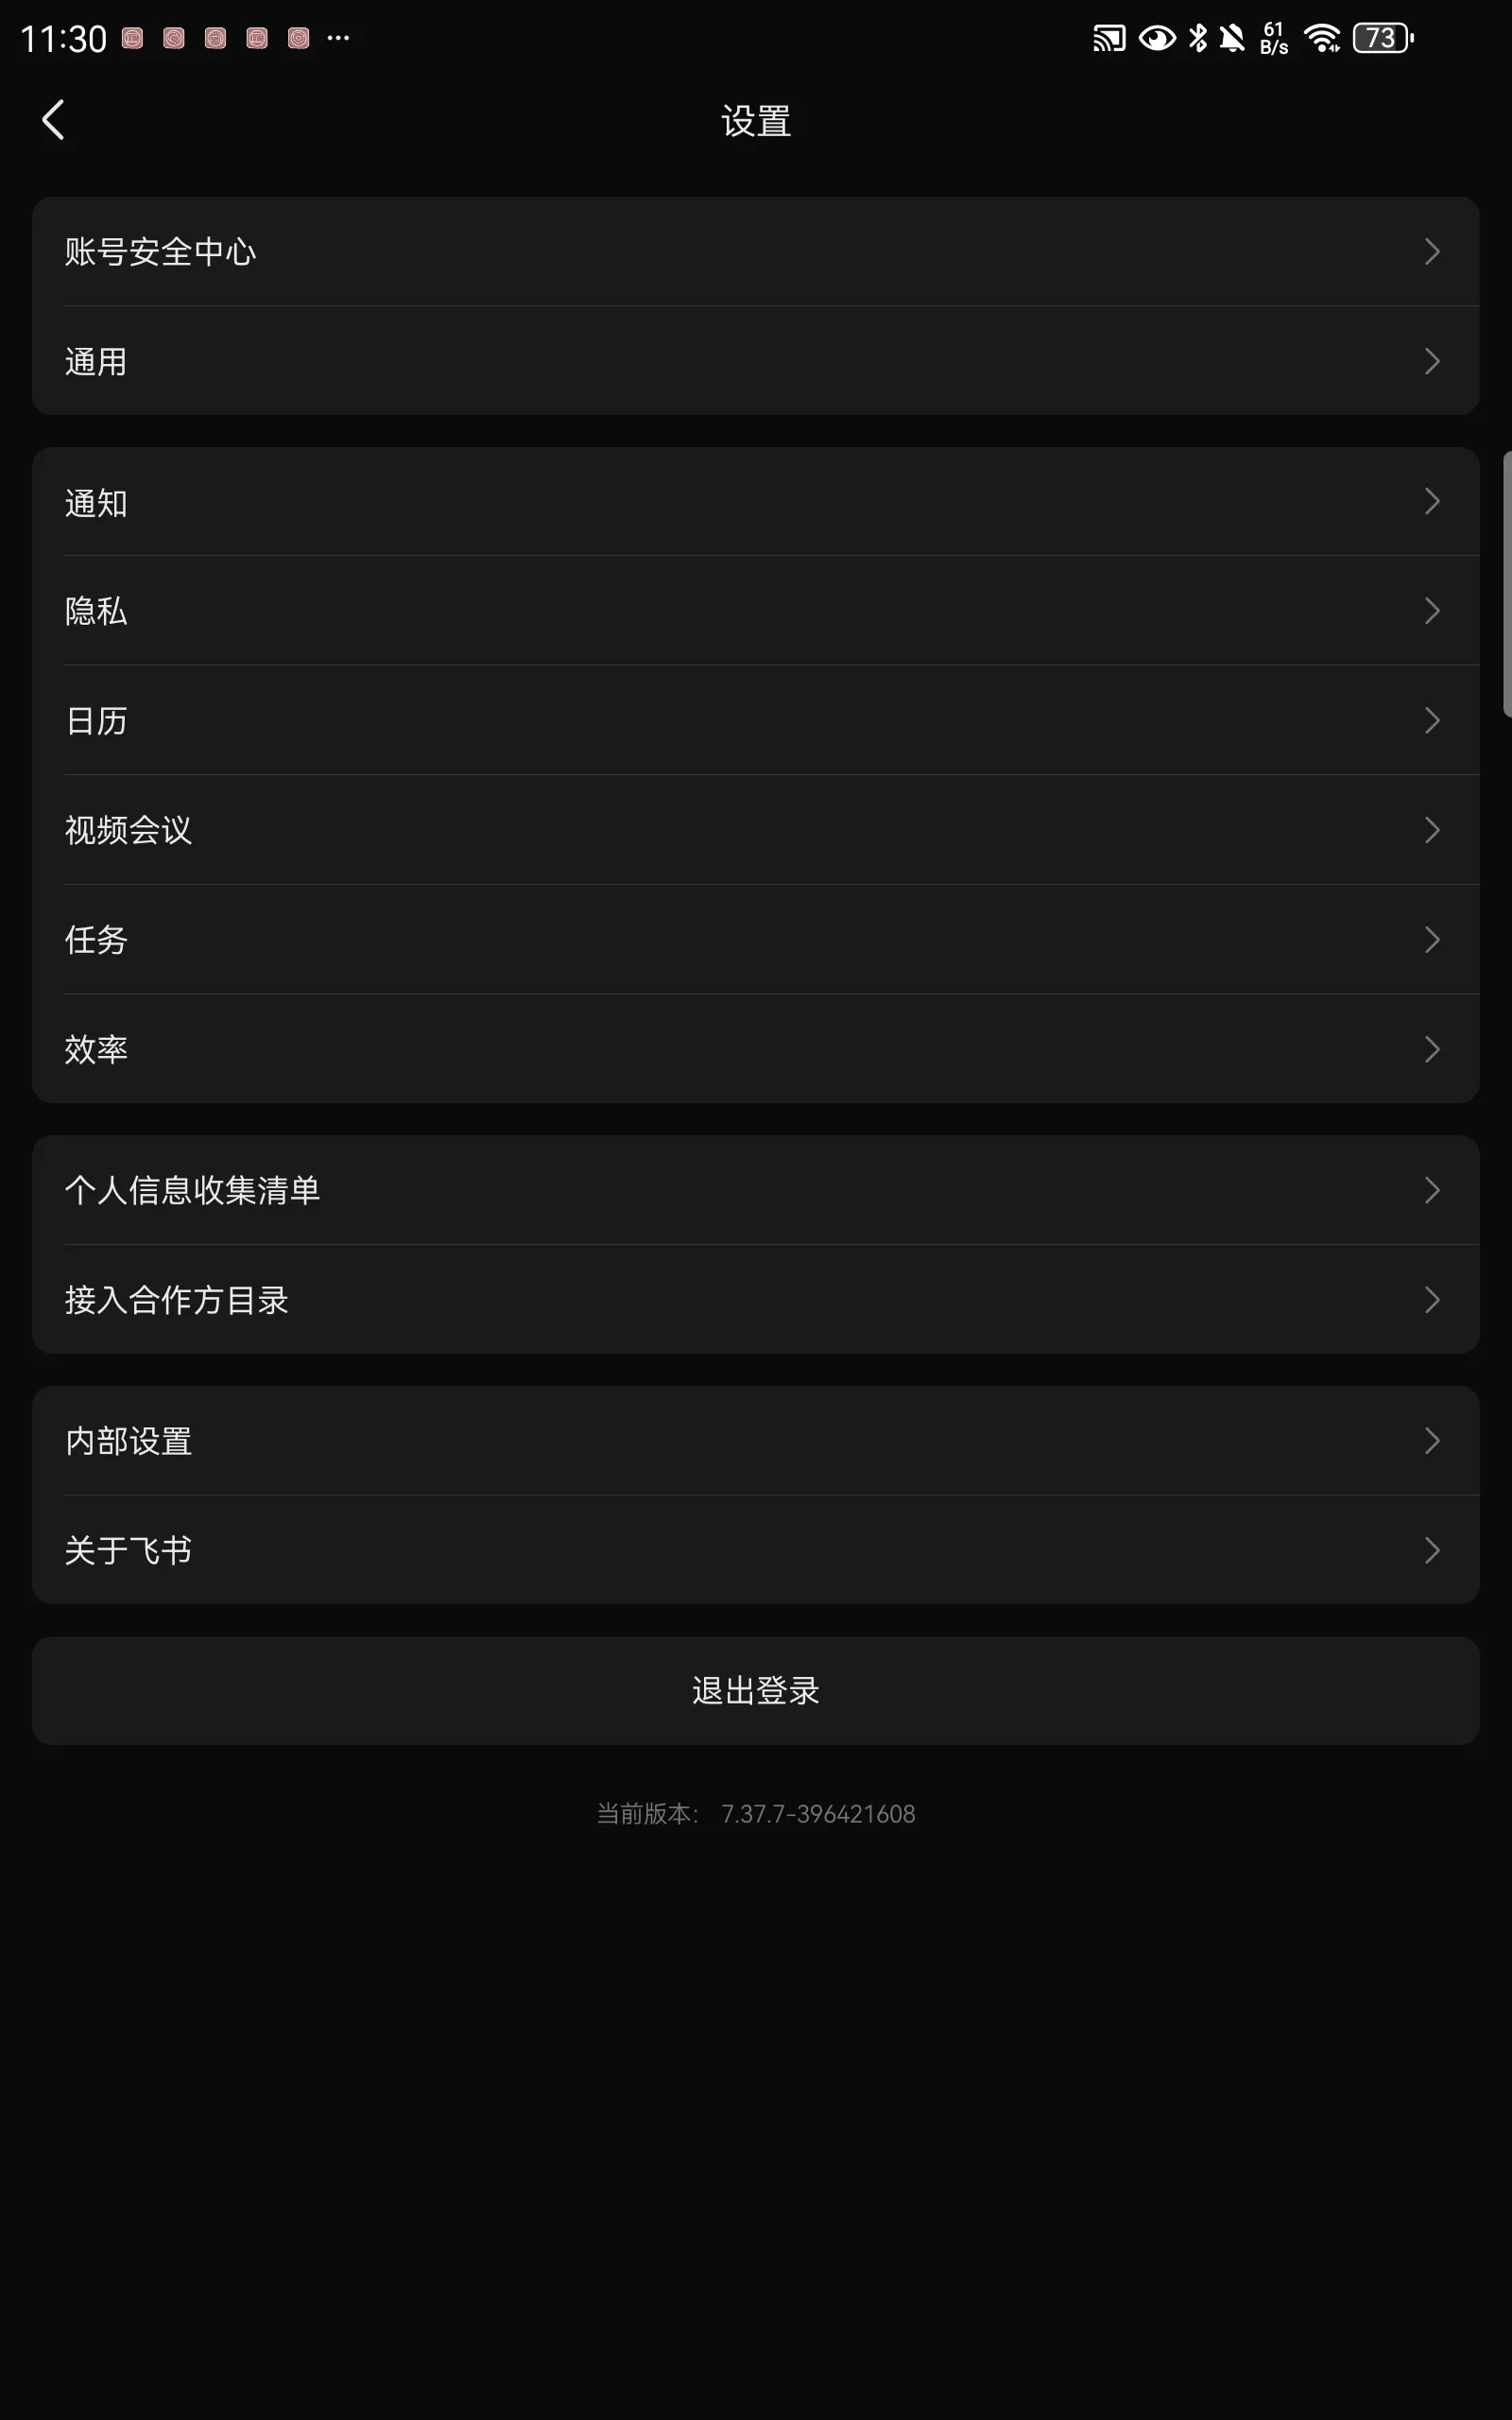 11:30
61
B/s
73
设置
账号安全中心
通用
通知
隐私
日历
视频会议
任务
效率
个人信息收集清单
接入合作方目录
内部设置
关于飞书
退出登录
当前版本： 7.37.7-396421608